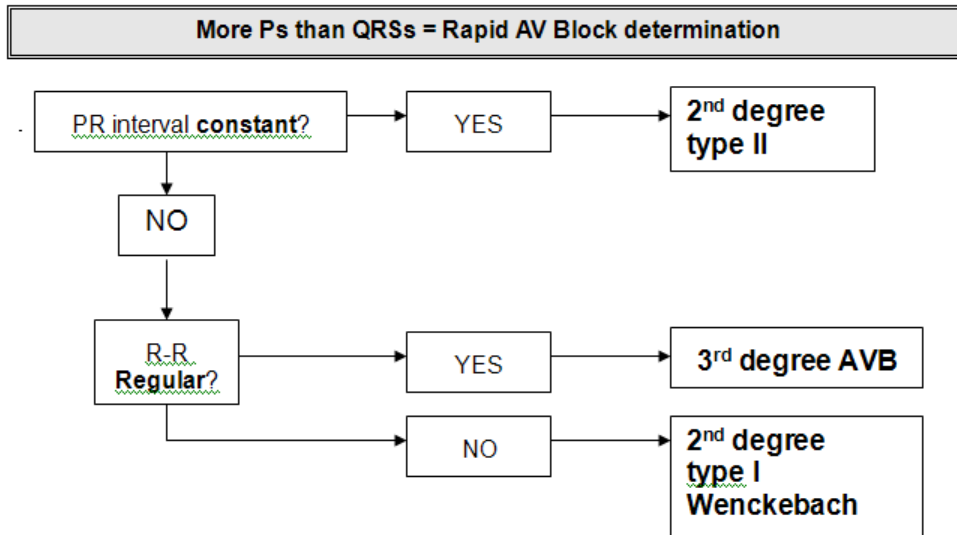 More Ps than QRSs = Rapid AV Block determination
PR interval constant?
YES
2nd degree
type II
NO
R-R
Regular?
YES
3rd degree AVB
NO
2nd degree
type I
Wenckebach